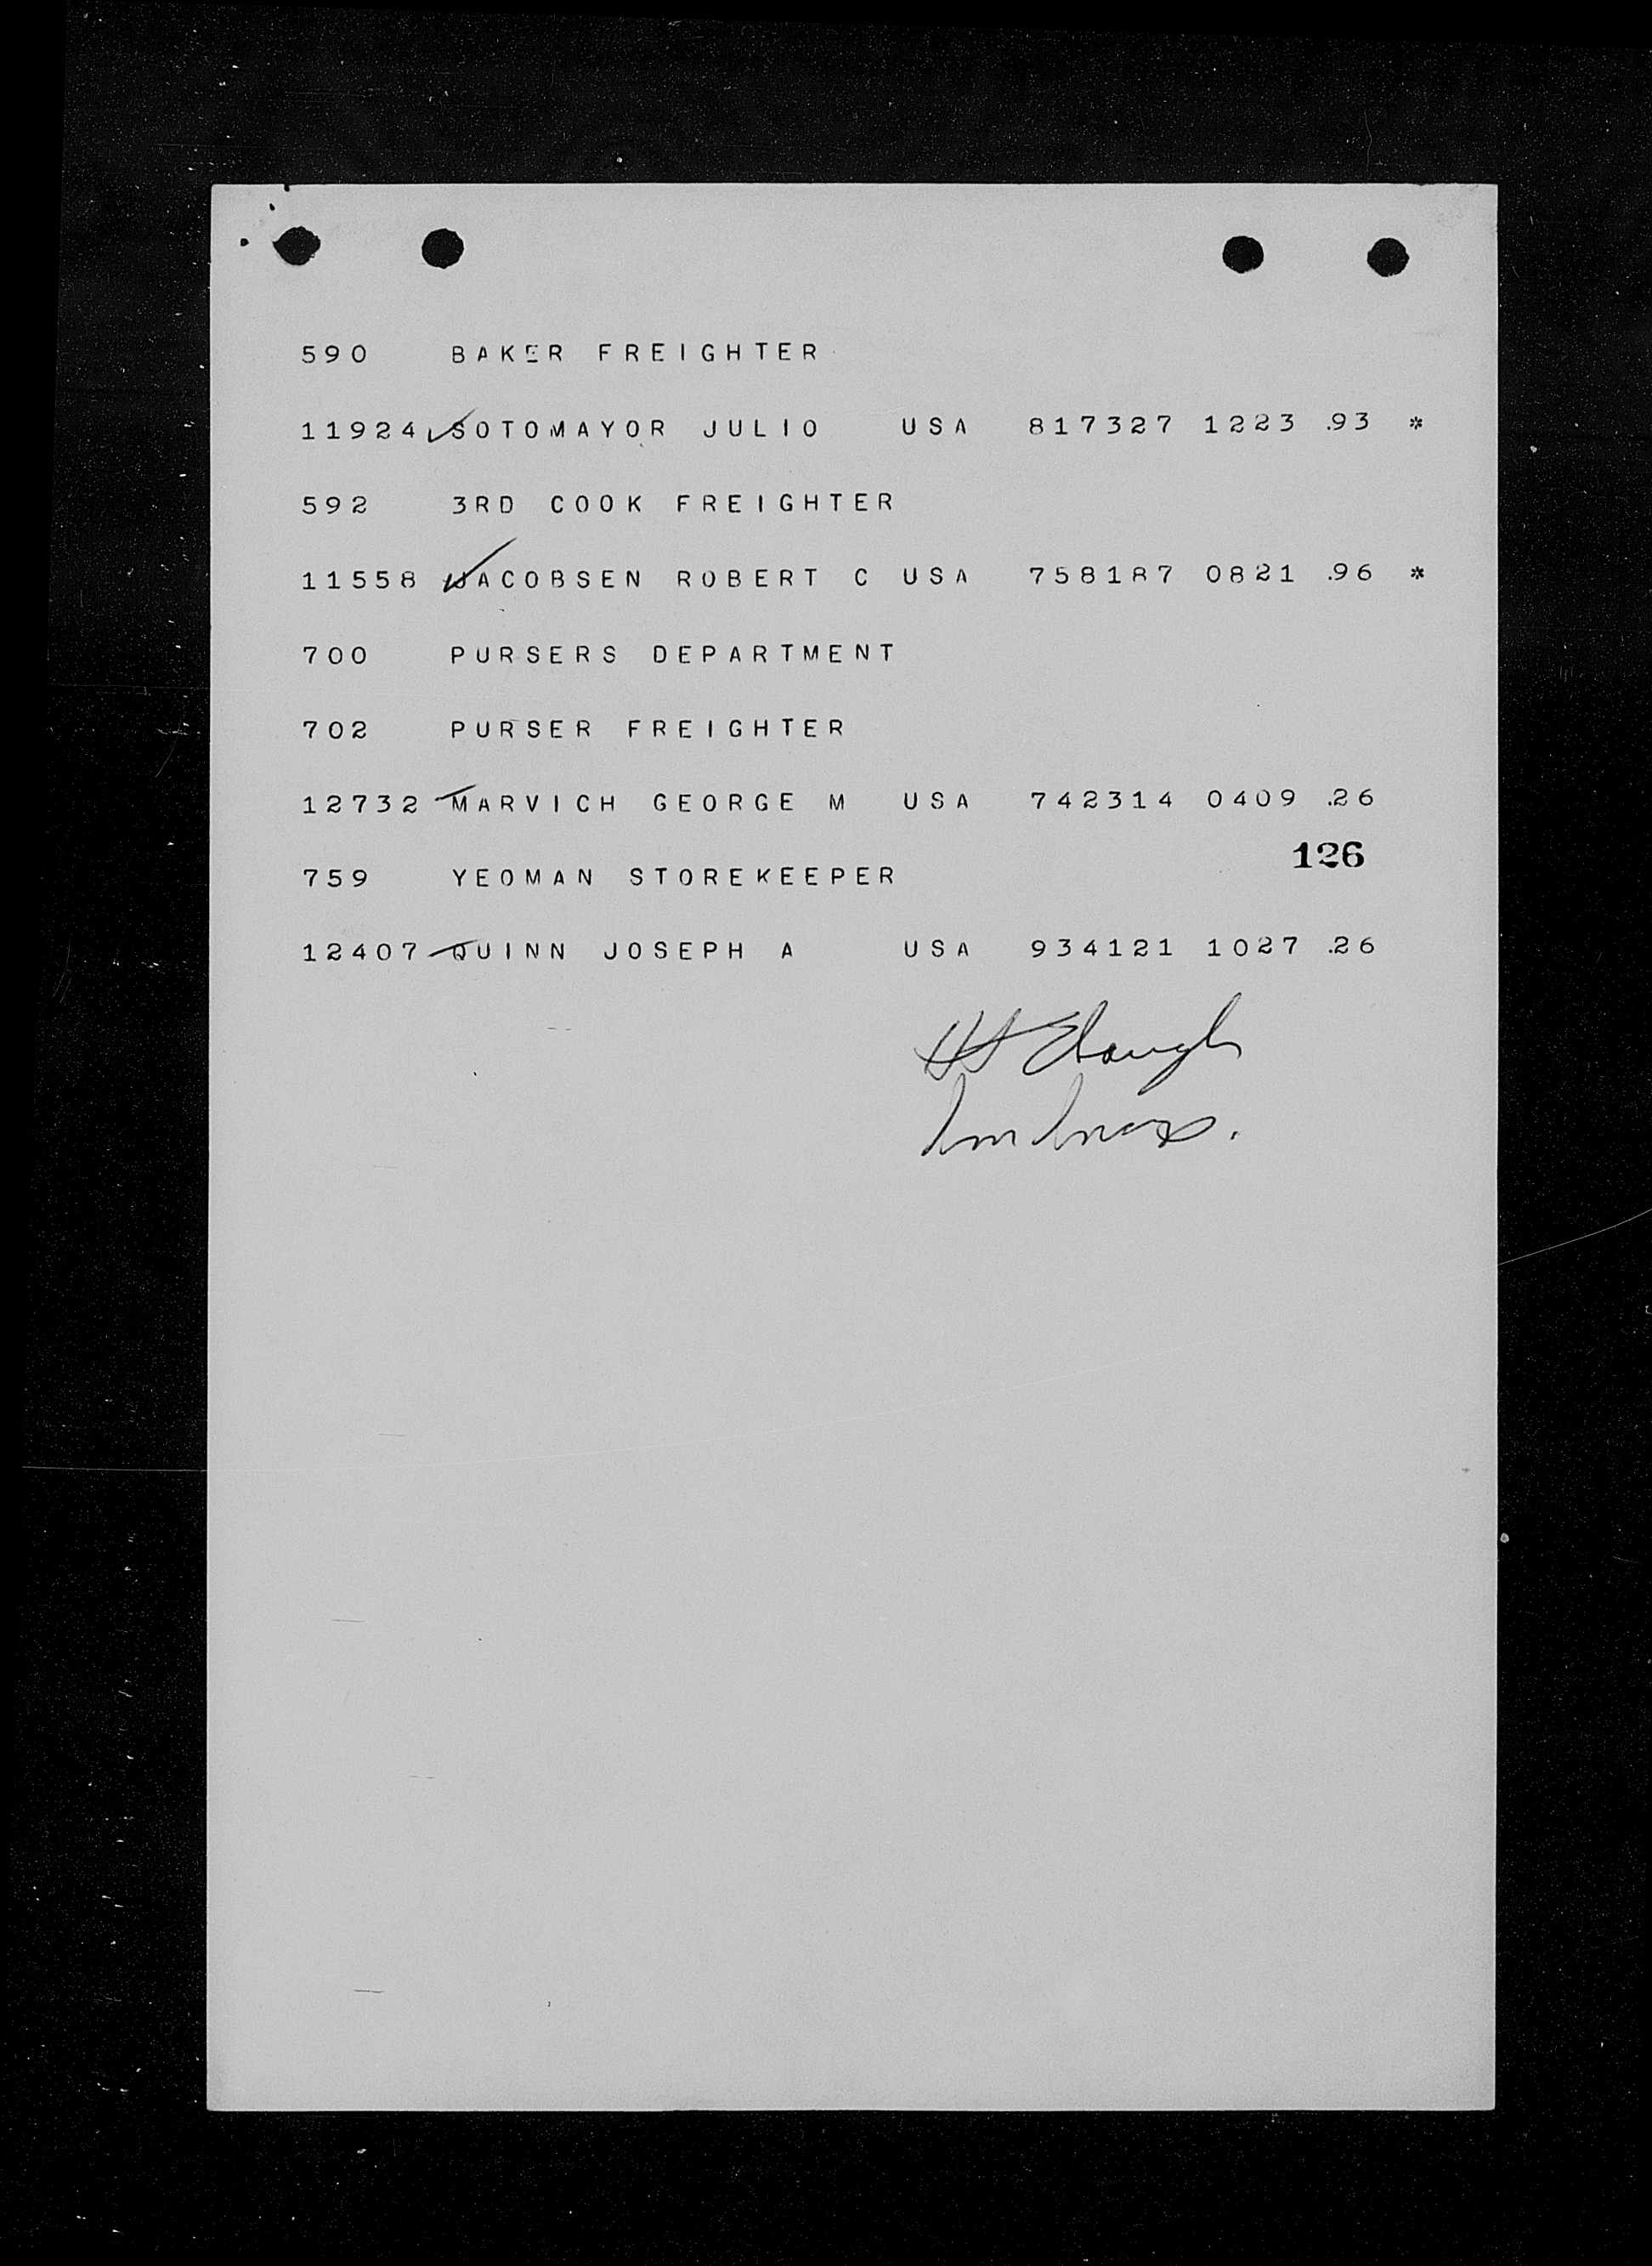 590 BAKER FREIGHTER
11924 SOTOMAYOR JULIO USA 817327 1223 .93 *
592 3RD COOK FREIGHTER
11558 JACOBSEN ROBERT C USA 758187 0821 .96 *
700 PURSERS DEPARTMENT
702 PURSER FREIGHTER
12732 MARVICH GEORGE M USA 742314 0409 .26
126
759 YEOMAN STOREKEEPER
12407 QUINN JOSEPH A USA 934121 1027 .26